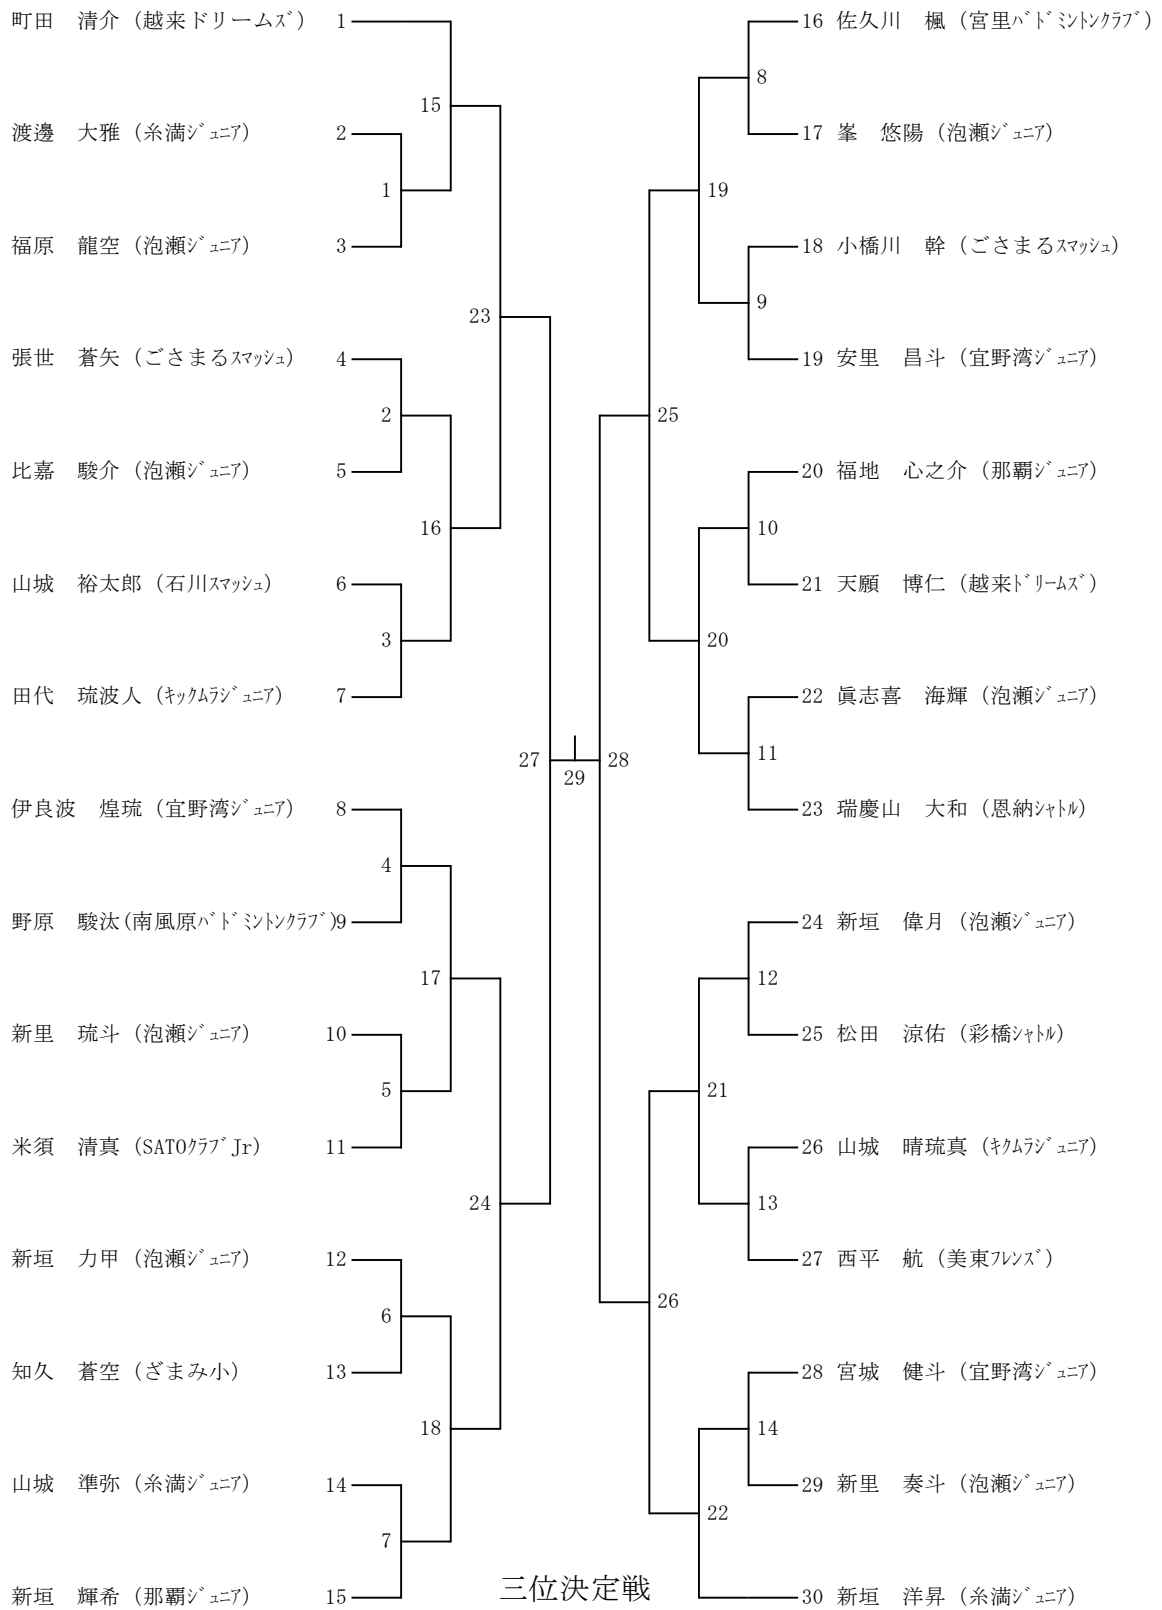 町田　清介（越来ドリームズ） 1
渡邊　大雅（糸満ｼﾞｭﾆｱ） 2
福原　龍空（泡瀬ｼﾞｭﾆｱ） 3
張世　蒼矢（ごさまるｽﾏｯｼｭ） 4
比嘉　駿介（泡瀬ｼﾞｭﾆｱ） 5
山城　裕太郎（石川ｽﾏｯｼｭ） 6
田代　琉波人（ｷｯｸﾑﾗｼﾞｭﾆｱ） 7
伊良波　煌琉（宜野湾ｼﾞｭﾆｱ） 8
野原　駿汰(南風原ﾊﾞﾄﾞﾐﾝﾄﾝｸﾗﾌﾞ) 9
新里　琉斗（泡瀬ｼﾞｭﾆｱ） 10
米須　清真（SATOｸﾗﾌﾞJr） 11
新垣　力甲（泡瀬ｼﾞｭﾆｱ） 12
知久　蒼空（ざまみ小） 13
山城　準弥（糸満ｼﾞｭﾆｱ） 14
新垣　輝希（那覇ｼﾞｭﾆｱ） 15
1
2
3
4
5
6
7
15
16
17
18
23
24
27
29
28
25
26
19
20
21
22
8
9
10
11
12
13
14
16 佐久川　楓（宮里ﾊﾞﾄﾞﾐﾝﾄﾝｸﾗﾌﾞ）
17 峯　悠陽（泡瀬ｼﾞｭﾆｱ）
18 小橋川　幹（ごさまるｽﾏｯｼｭ）
19 安里　昌斗（宜野湾ｼﾞｭﾆｱ）
20 福地　心之介（那覇ｼﾞｭﾆｱ）
21 天願　博仁（越来ﾄﾞﾘｰﾑｽﾞ）
22 眞志喜　海輝（泡瀬ｼﾞｭﾆｱ）
23 瑞慶山　大和（恩納ｼｬﾄﾙ）
24 新垣　偉月（泡瀬ｼﾞｭﾆｱ）
25 松田　涼佑（彩橋ｼｬﾄﾙ）
26 山城　晴琉真（ｷｸﾑﾗｼﾞｭﾆｱ）
27 西平　航（美東ﾌﾚﾝｽﾞ）
28 宮城　健斗（宜野湾ｼﾞｭﾆｱ）
29 新里　奏斗（泡瀬ｼﾞｭﾆｱ）
30 新垣　洋昇（糸満ｼﾞｭﾆｱ）
三位決定戦